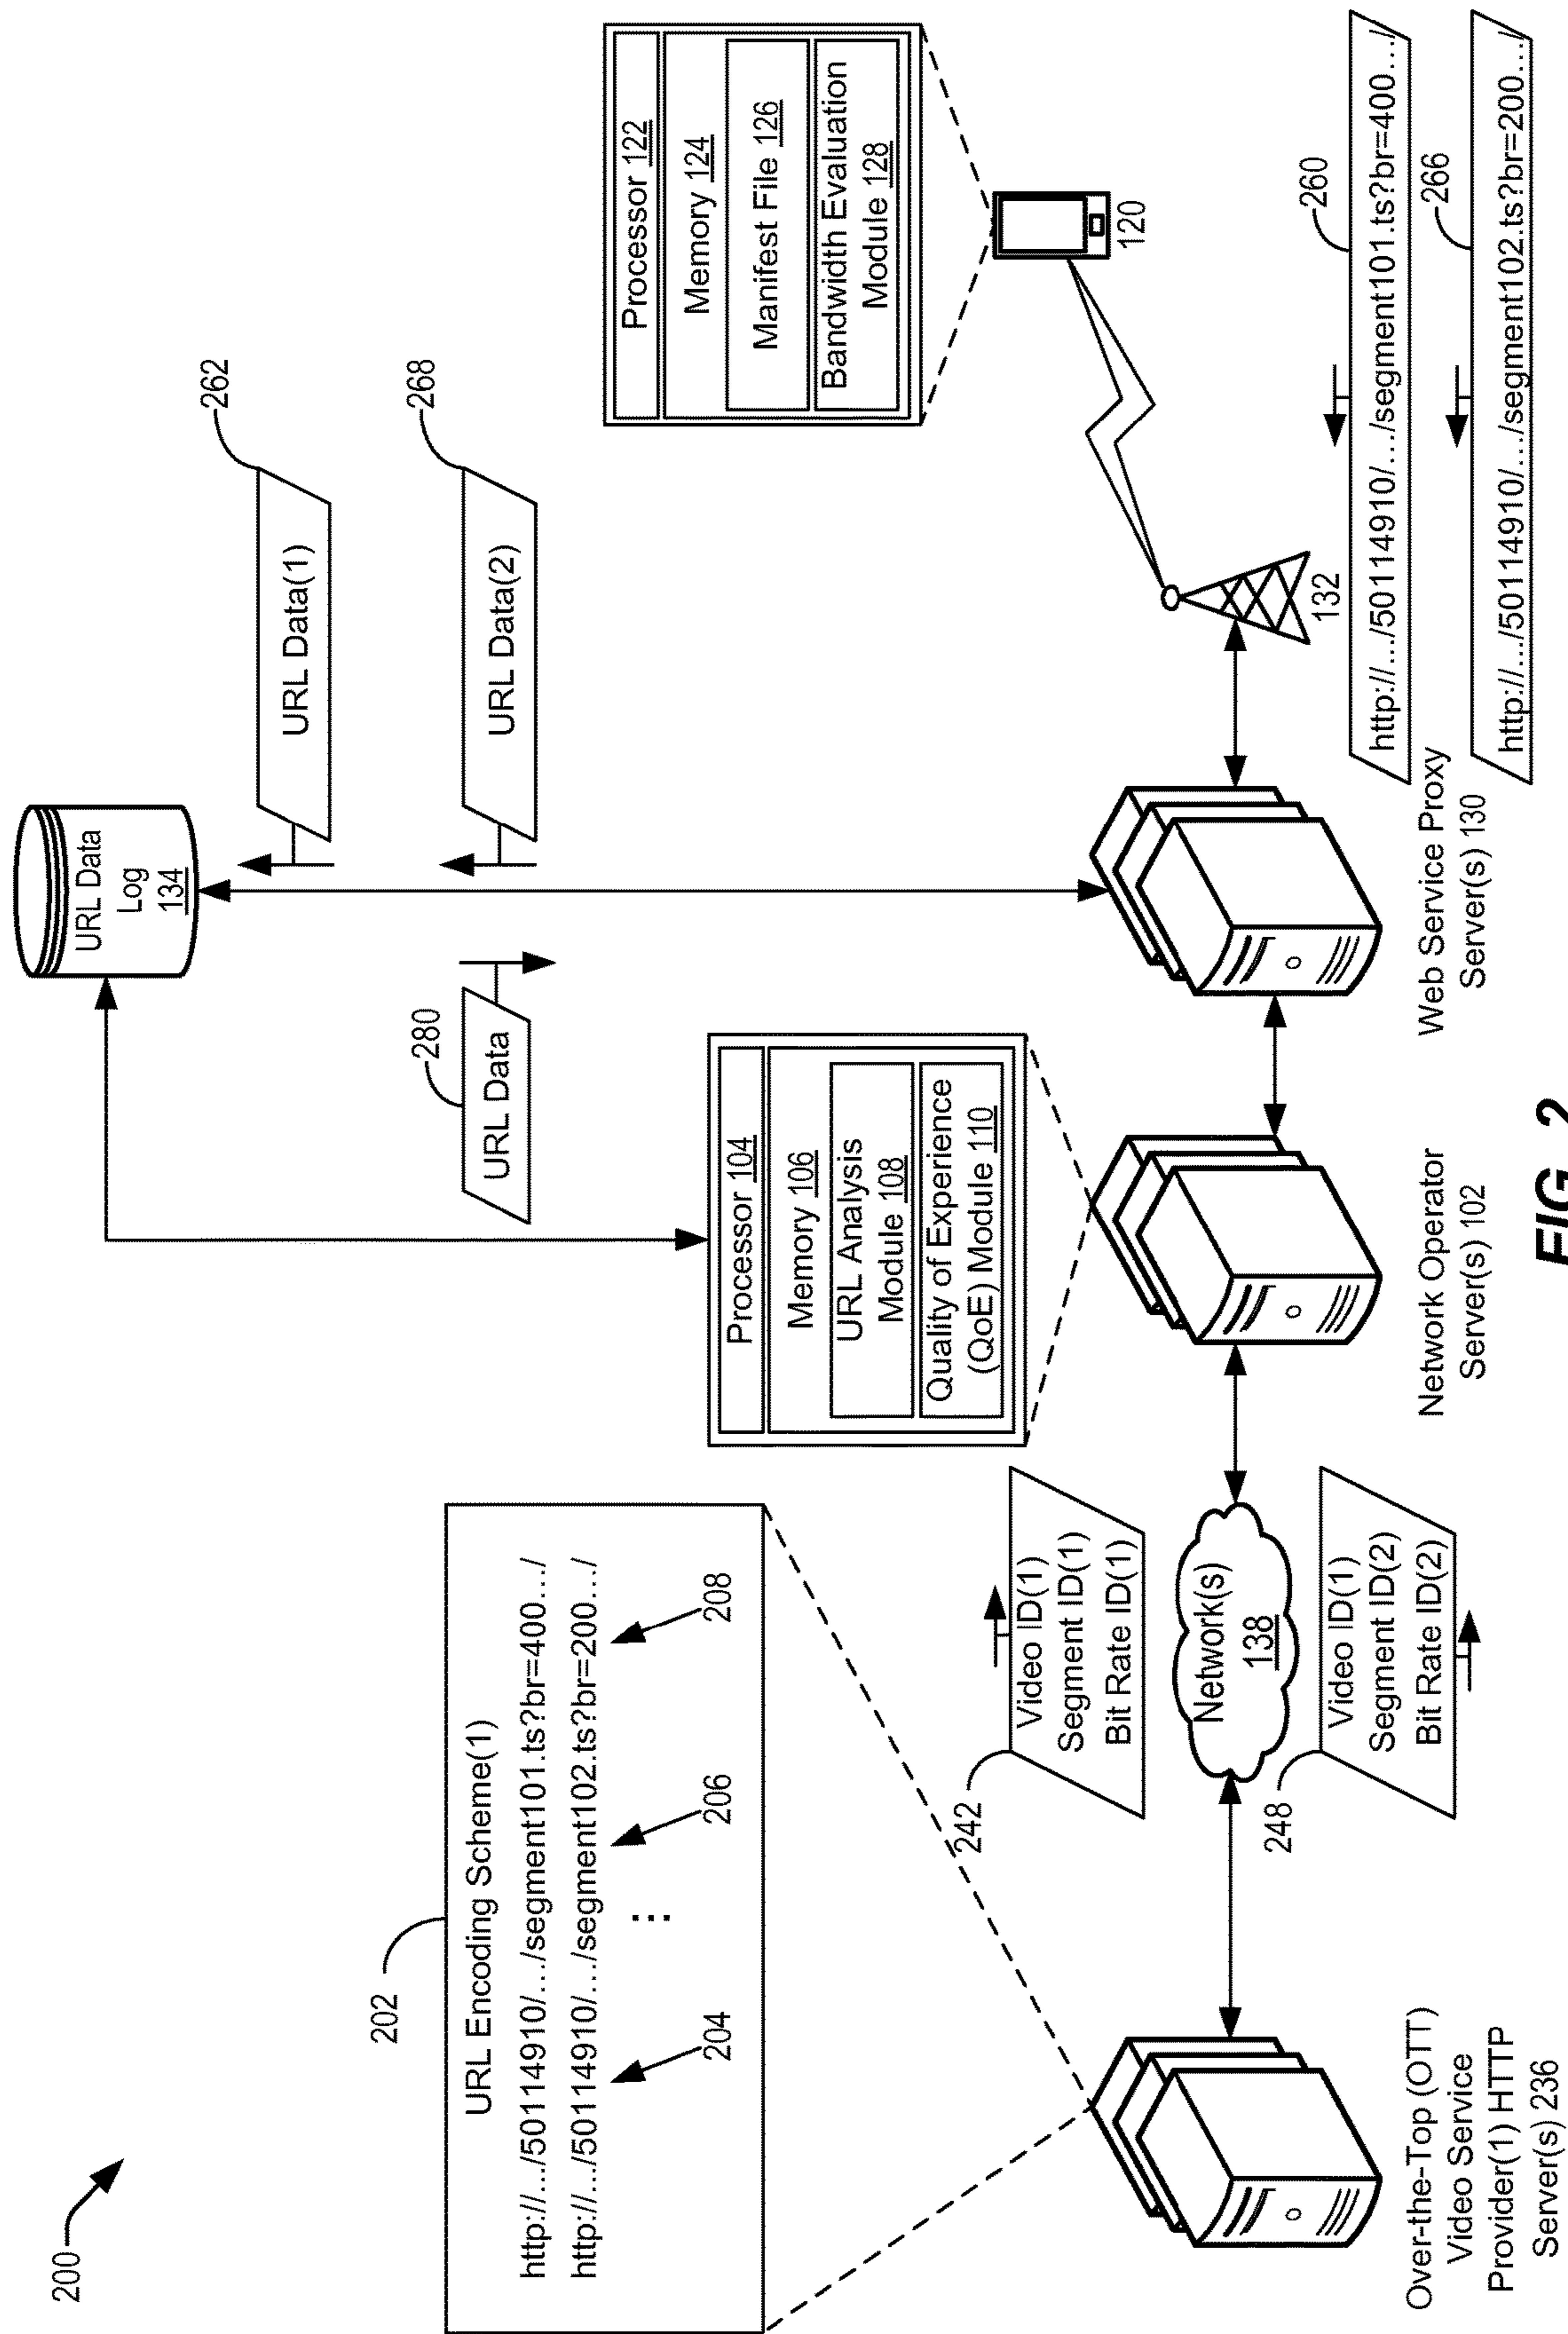 200
202
URL Encoding Scheme(1)
http://.../50114910/.../segment101.ts?br=400.../
http://.../50114910/.../segment102.ts?br=200.../
...
204
206
208
URL Data
Log
134
262
URL Data(1)
268
URL Data(2)
280
URL Data
Processor 104
Memory 106
URL Analysis
Module 108
Quality of Experience
(QoE) Module 110
Processor 122
Memory 124
Manifest File 126
Bandwidth Evaluation
Module 128
120
132
242
Video ID(1)
Segment ID(1)
Bit Rate ID(1)
Network(s)
138
248
Video ID(1)
Segment ID(2)
Bit Rate ID(2)
260
http://.../50114910/.../segment101.ts?br=400.../
266
http://.../50114910/.../segment102.ts?br=200.../
Over-the-Top (OTT)
Video Service
Provider(1) HTTP
Server(s) 236
Network Operator
Server(s) 102
Web Service Proxy
Server(s) 130
FIG. 2